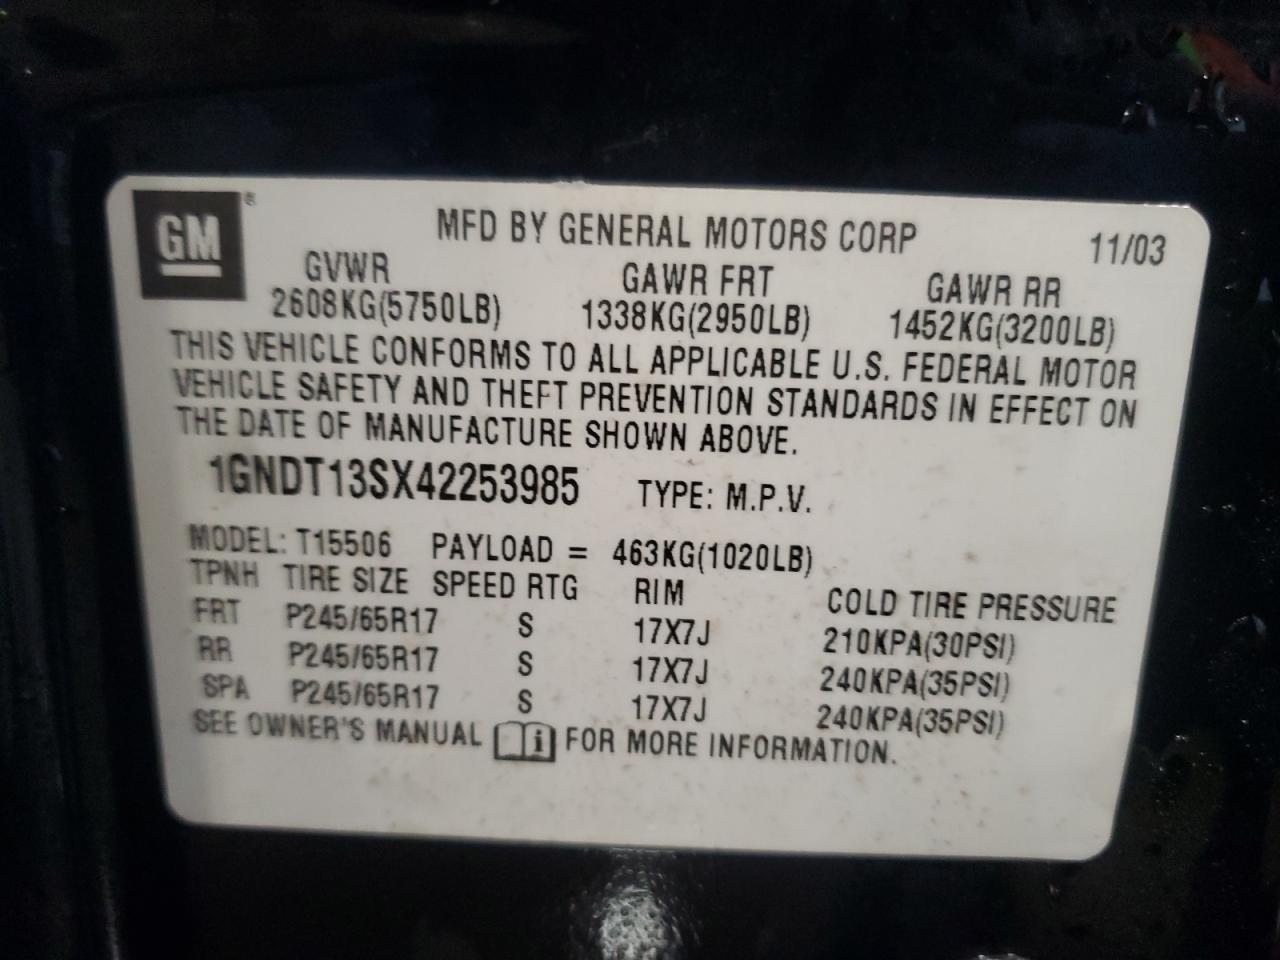 GM®
MFD BY GENERAL MOTORS CORP 11/03
GVWR GAWR FRT GAWR RR
2608KG(5750LB) 1338KG(2950LB) 1452KG(3200LB)
THIS VEHICLE CONFORMS TO ALL APPLICABLE U.S. FEDERAL MOTOR
VEHICLE SAFETY AND THEFT PREVENTION STANDARDS IN EFFECT ON
THE DATE OF MANUFACTURE SHOWN ABOVE.
1GNDT13SX42253985 TYPE: M.P.V.
MODEL: T15506 PAYLOAD = 463KG(1020LB)
TPNH TIRE SIZE SPEED RTG RIM COLD TIRE PRESSURE
FRT P245/65R17 S 17X7J 210KPA(30PSI)
RR P245/65R17 S 17X7J 240KPA(35PSI)
SPA P245/65R17 S 17X7J 240KPA(35PSI)
SEE OWNER'S MANUAL i FOR MORE INFORMATION.